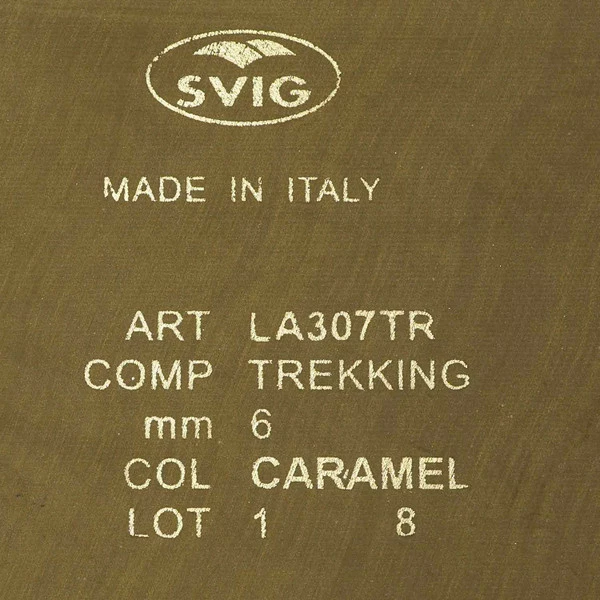 SVIG
MADE IN ITALY
ART LA307TR
COMP TREKKING
mm 6
COL CARAMEL
LOT 1 8